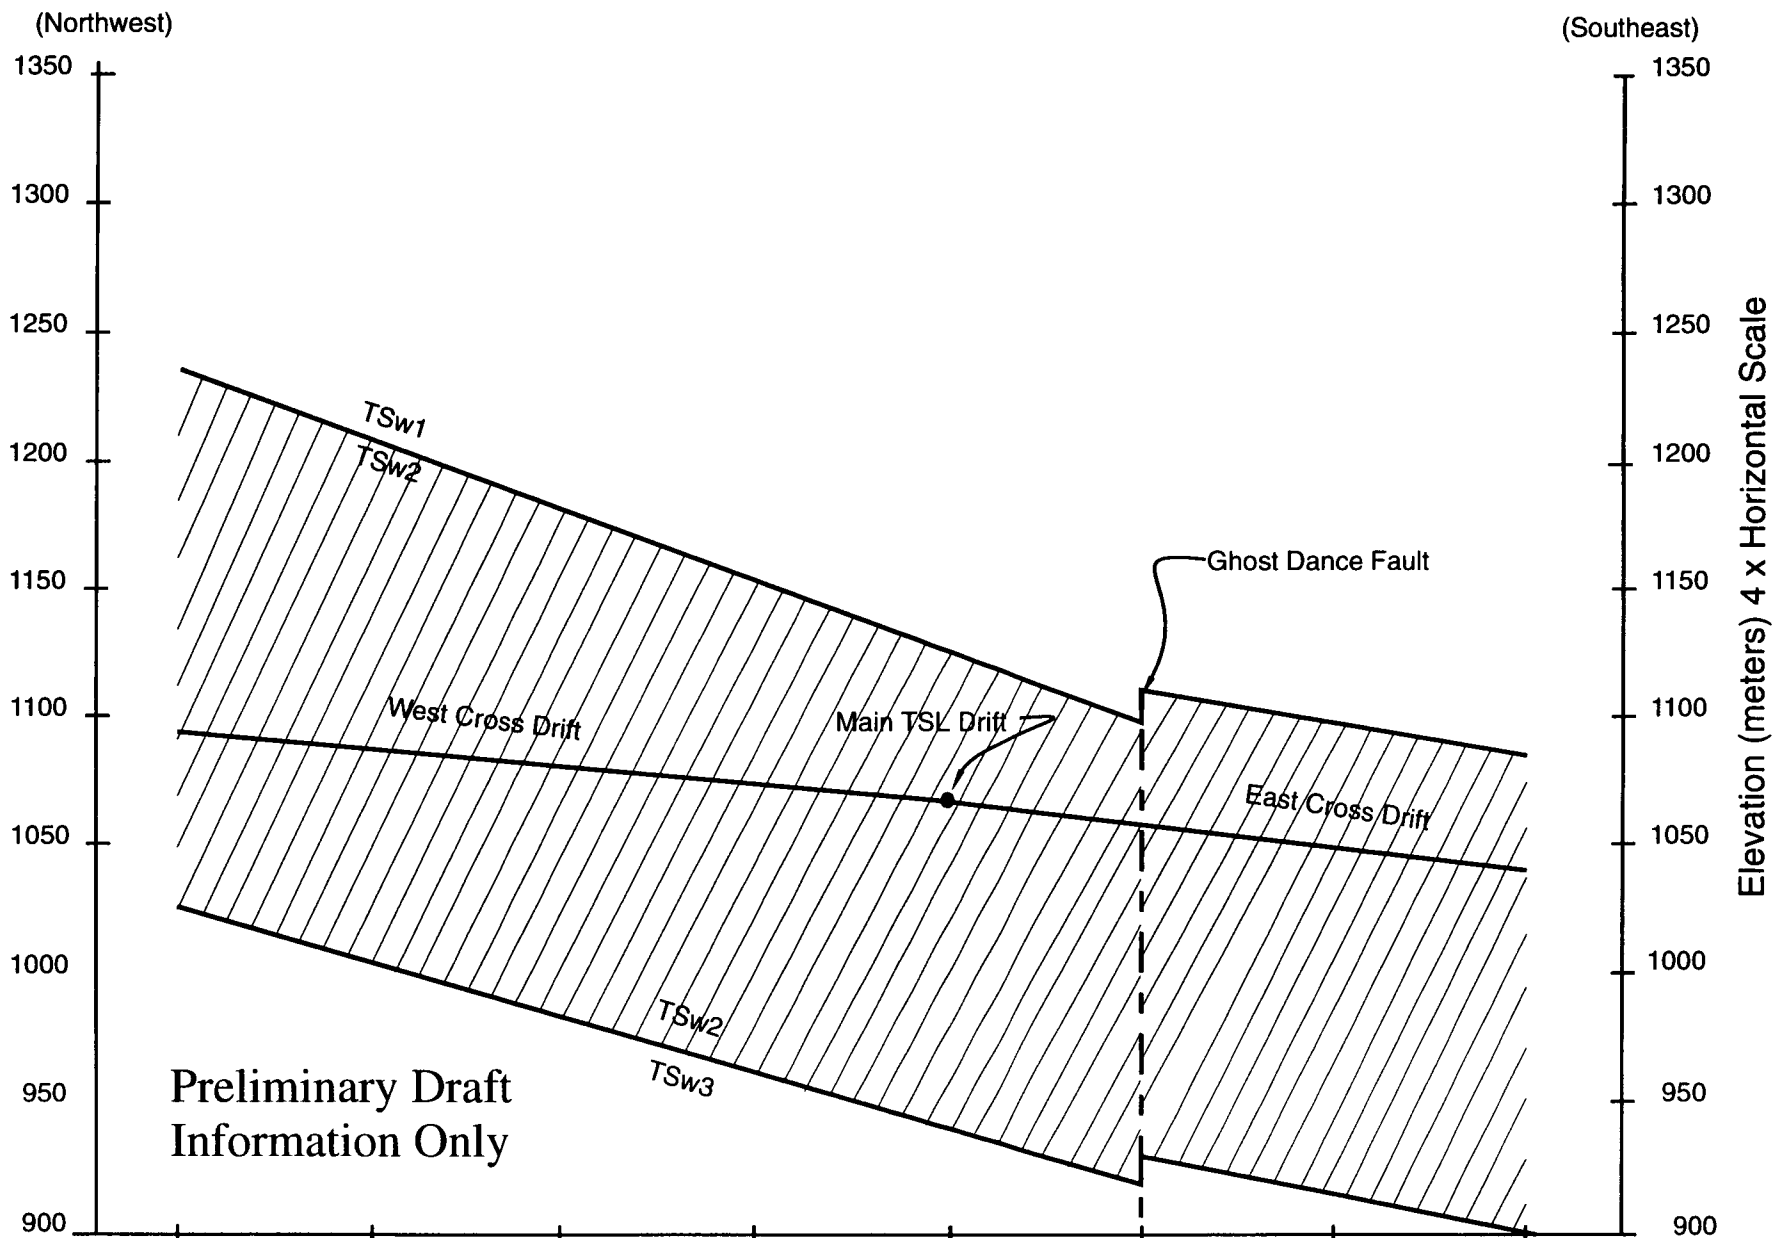 (Northwest)
(Southeast)
1350
1350
1300
1300
1250
1250
1200
1200
1150
1150
1100
1100
1050
1050
1000
1000
950
950
900
900
TSw1
TSw2
Ghost Dance Fault
West Cross Drift
Main TSL Drift
East Cross Drift
TSw2
TSw3
Preliminary Draft
Information Only
Elevation (meters) 4 x Horizontal Scale